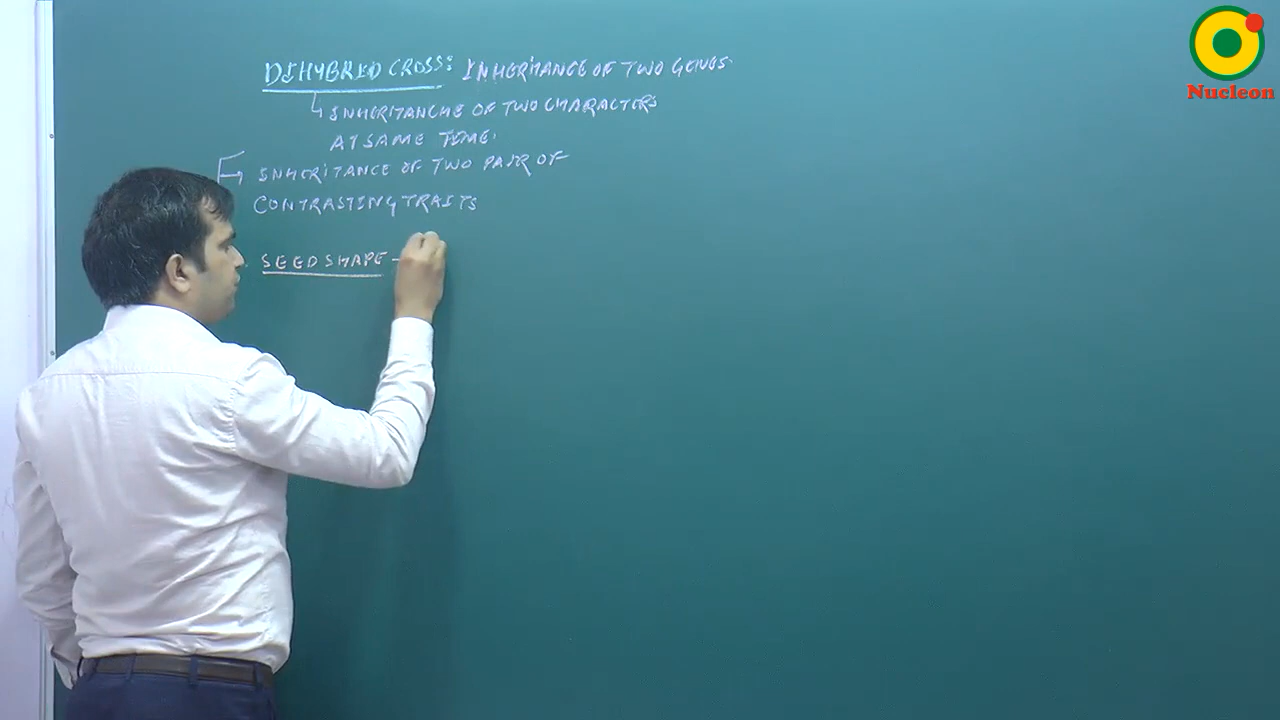 DIHYBRID CROSS: INHERITANCE OF TWO GENES.
INHERITANCHE OF TWO CHARACTERS
AT SAME TIME.
INHERITANCE OF TWO PAIR OF
CONTRASTING TRAITS
SEED SHAPE -
Nucleon